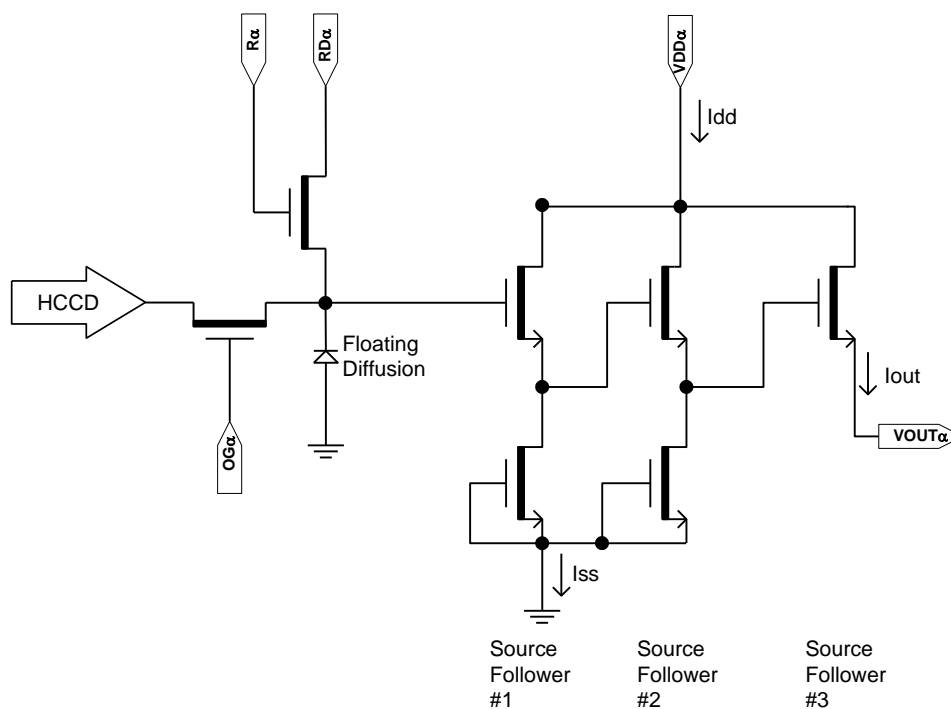 Rα
RDα
VDDα
Idd
HCCD
Floating
Diffusion
Iout
VOUTα
OGα
Iss
Source
Follower
#1
Source
Follower
#2
Source
Follower
#3